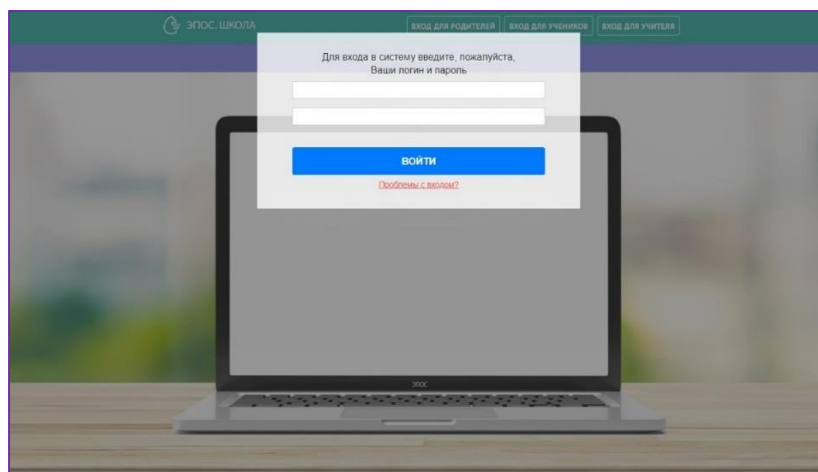 ЭПОС. ШКОЛА
ВХОД ДЛЯ РОДИТЕЛЕЙ
ВХОД ДЛЯ УЧЕНИКОВ
ВХОД ДЛЯ УЧИТЕЛЯ
Для входа в систему введите, пожалуйста,
Ваши логин и пароль
ВОЙТИ
Проблемы с входом?
ЭПОС